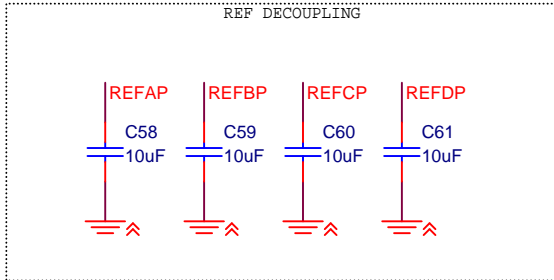 REF DECOUPLING
REFAP REFBP REFCP REFDP
C58 C59 C60 C61
10uF 10uF 10uF 10uF